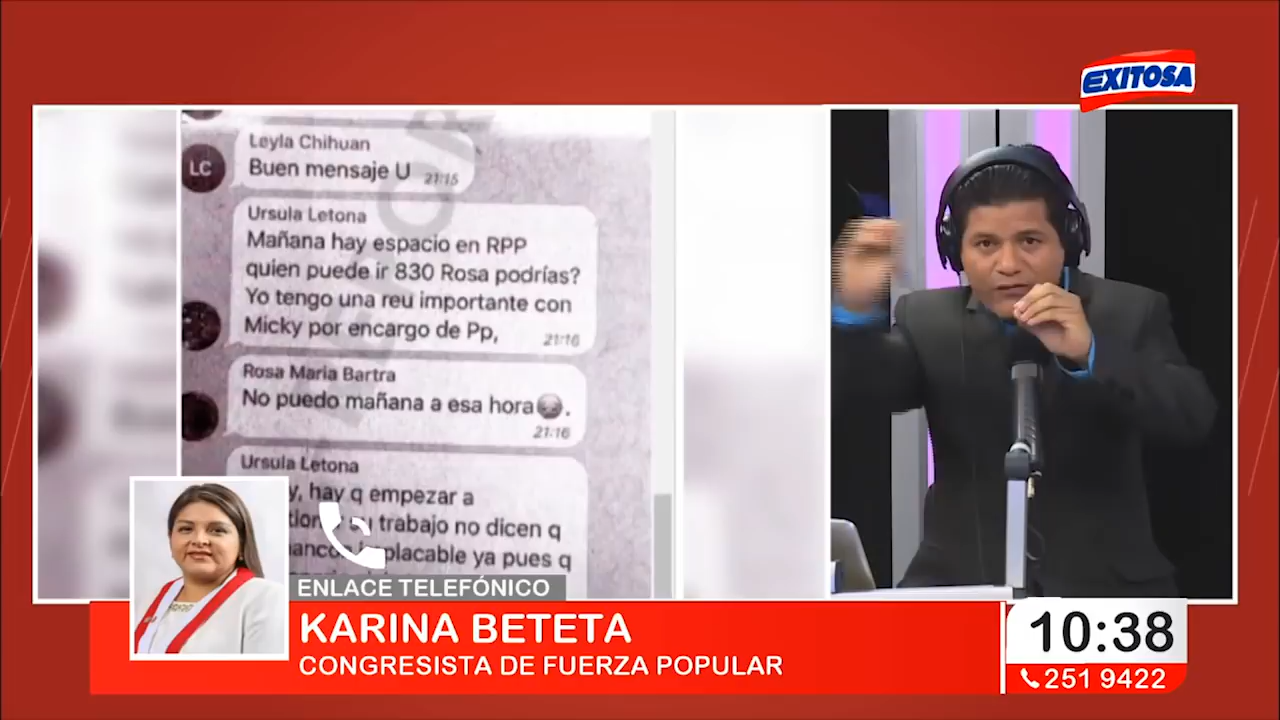 EXITOSA
Leyla Chihuan
LC
Buen mensaje U 21:15
Ursula Letona
Mañana hay espacio en RPP
quien puede ir 830 Rosa podrías?
Yo tengo una reu importante con
Micky por encargo de Pp,
21:16
Rosa Maria Bartra
No puedo mañana a esa hora.
21:16
Ursula Letona
hay q empezar a
trabajo no dicen q
ya pues q
ENLACE TELEFÓNICO
KARINA BETETA
CONGRESISTA DE FUERZA POPULAR
10:38
251 9422